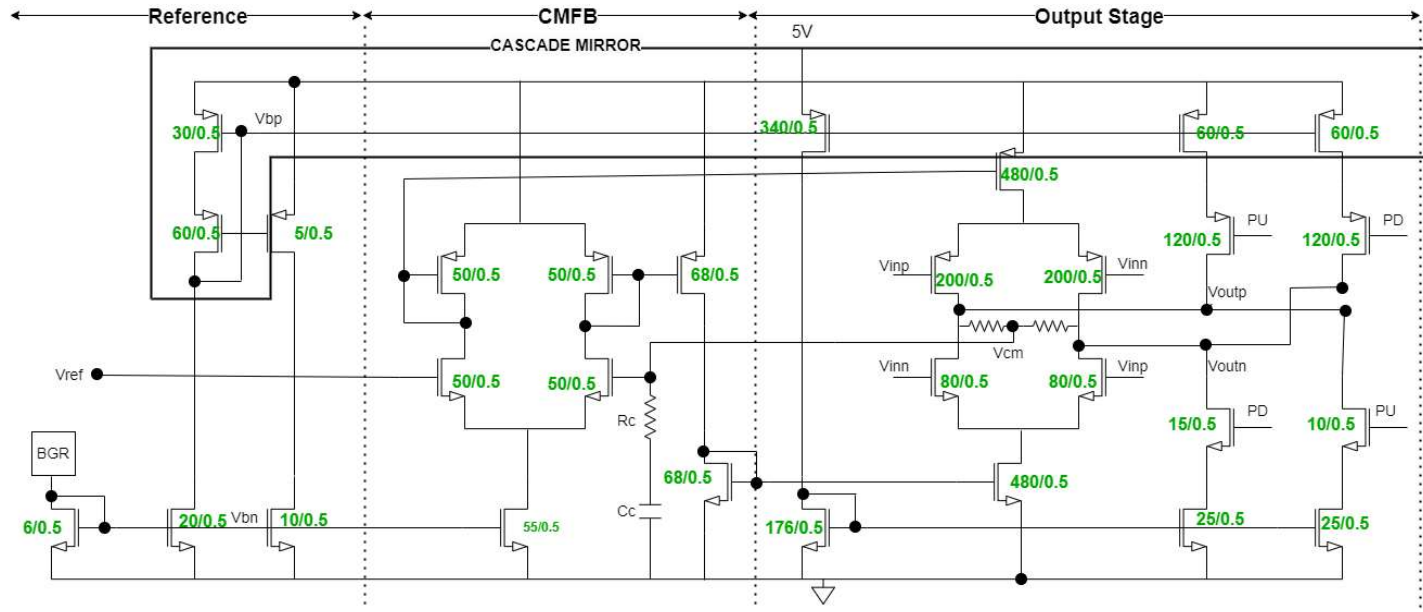 Reference
CMFB
Output Stage
CASCADE MIRROR
5V
30/0.5
Vbp
340/0.5
60/0.5
60/0.5
480/0.5
60/0.5
5/0.5
PU
PD
120/0.5
120/0.5
50/0.5
50/0.5
68/0.5
Vinp
200/0.5
200/0.5
Vinn
Voutp
Vcm
Voutn
Vref
50/0.5
50/0.5
Vinn
80/0.5
80/0.5
Vinp
Rc
PD
PU
15/0.5
10/0.5
BGR
68/0.5
480/0.5
Cc
6/0.5
20/0.5
Vbn
10/0.5
55/0.5
176/0.5
25/0.5
25/0.5